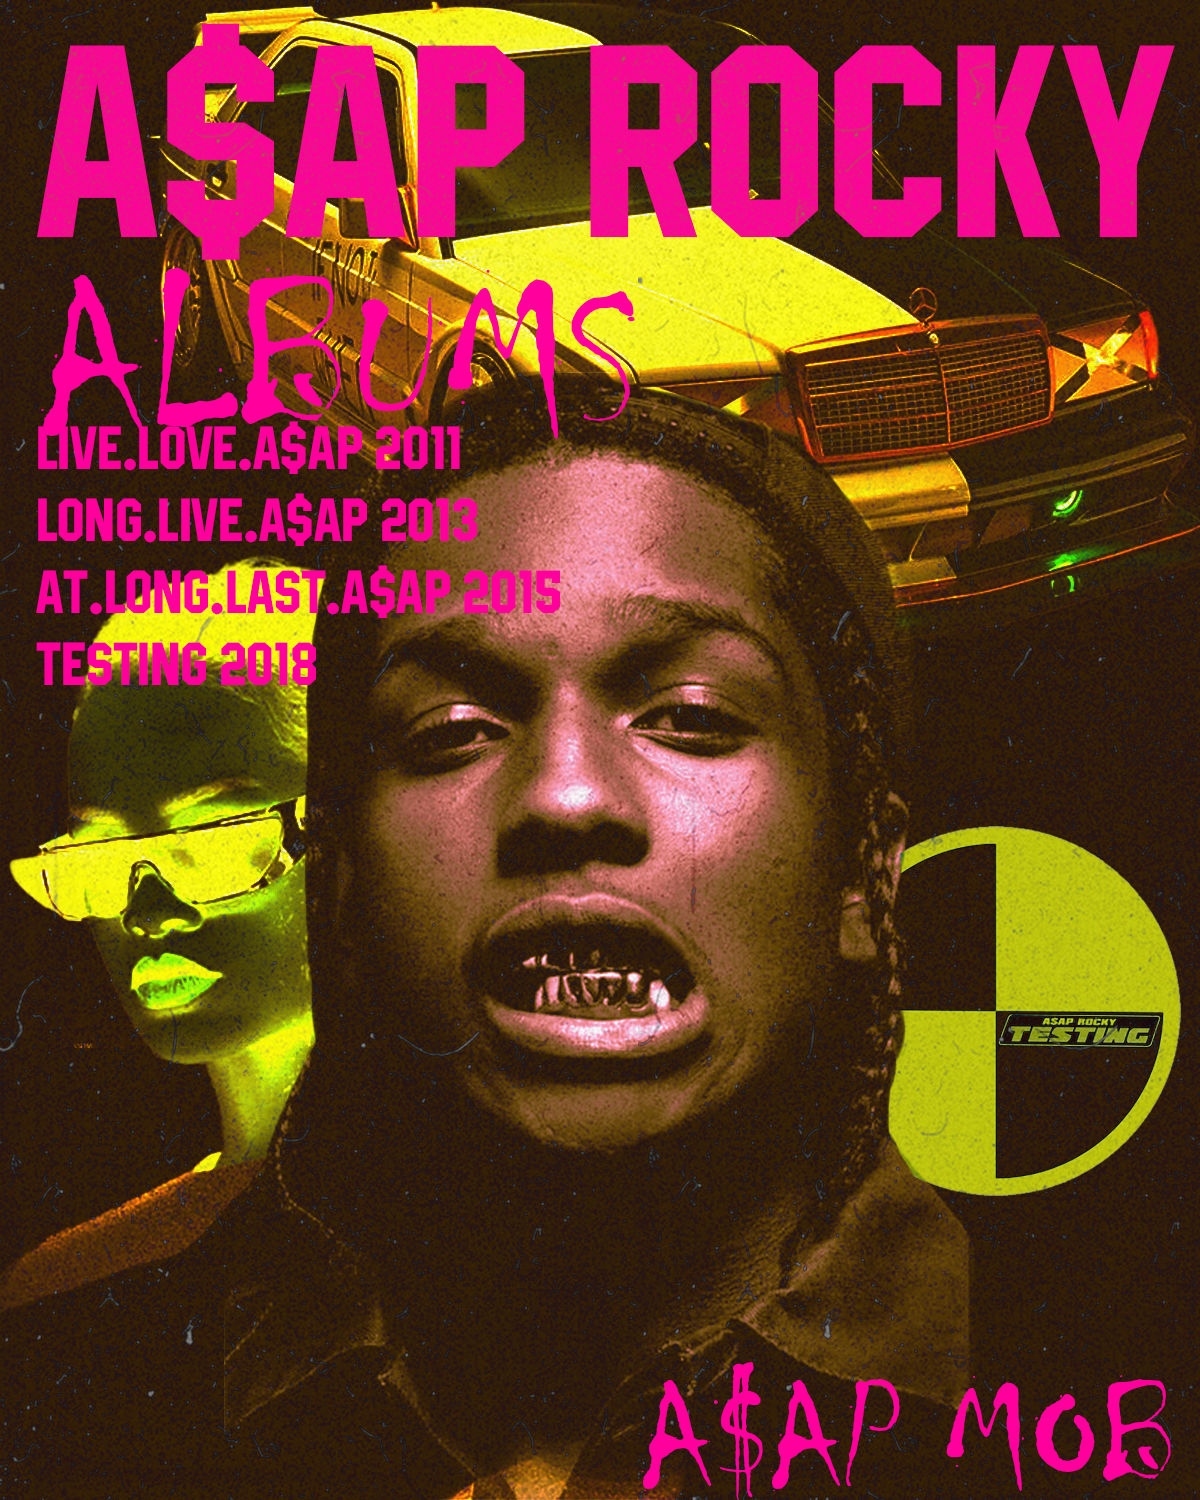 A$AP ROCKY
ALBUMS
LIVE.LOVE.A$AP 2011
LONG.LIVE.A$AP 2013
AT.LONG.LAST.A$AP 2015
TESTING 2018
A$AP ROCKY
TESTING
A$AP MOB